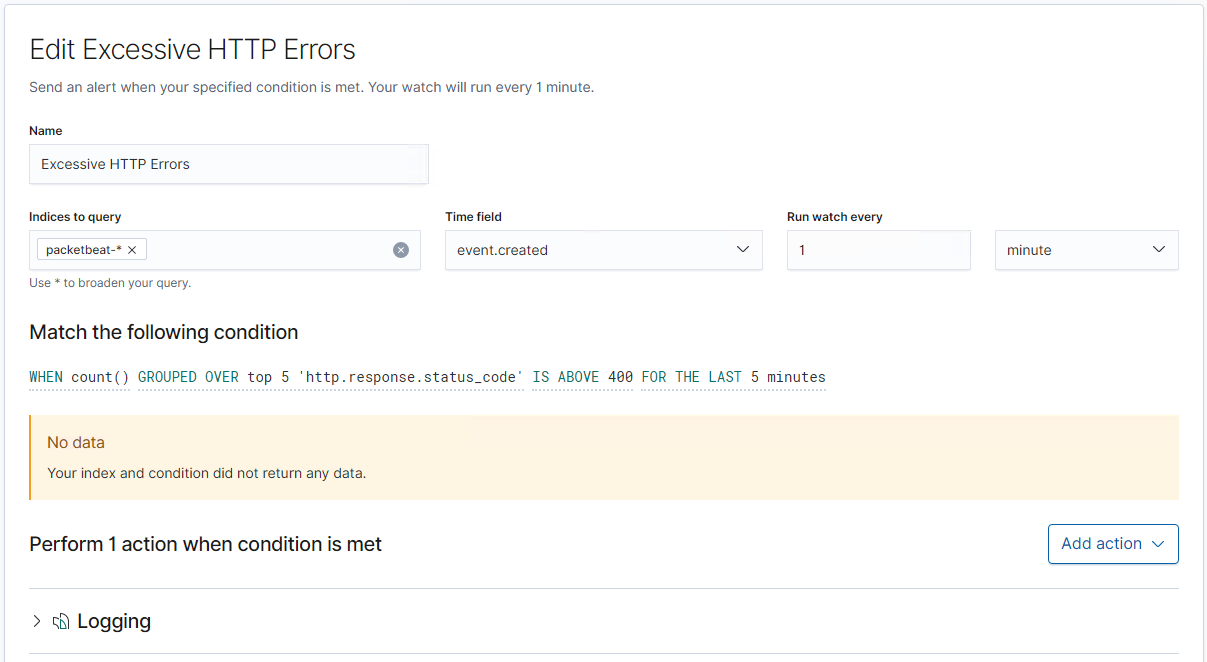 Edit Excessive HTTP Errors
Send an alert when your specified condition is met. Your watch will run every 1 minute.
Name
Excessive HTTP Errors
Indices to query
Time field
Run watch every
packetbeat-*
event.created
1
minute
Use * to broaden your query.
Match the following condition
WHEN count() GROUPED OVER top 5 'http.response.status_code' IS ABOVE 400 FOR THE LAST 5 minutes
No data
Your index and condition did not return any data.
Perform 1 action when condition is met
Add action
Logging